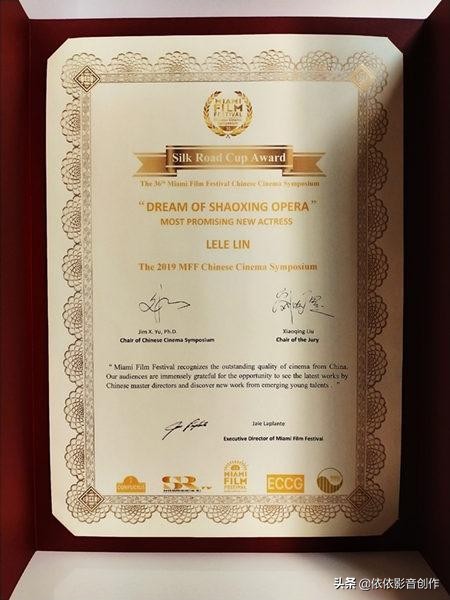 MIAMI
FILM
FESTIVAL
Silk Road Cup Award
The 36th Miami Film Festival Chinese Cinema Symposium
“ DREAM OF SHAOXING OPERA ”
MOST PROMISING NEW ACTRESS
LELE LIN
The 2019 MFF Chinese Cinema Symposium
Jim X. Yu, Ph.D.
Chair of Chinese Cinema Symposium
Xiaoqing Liu
Chair of the Jury
“ Miami Film Festival recognizes the outstanding quality of cinema from China.
Our audiences are immensely grateful for the opportunity to see the latest works by
Chinese master directors and discover new work from emerging young talents . ”
Jaie Laplante
Executive Director of Miami Film Festival
CONFUCIUS
SR TV
MIAMI
FILM
FESTIVAL
ECCG
头条 @依依影音创作